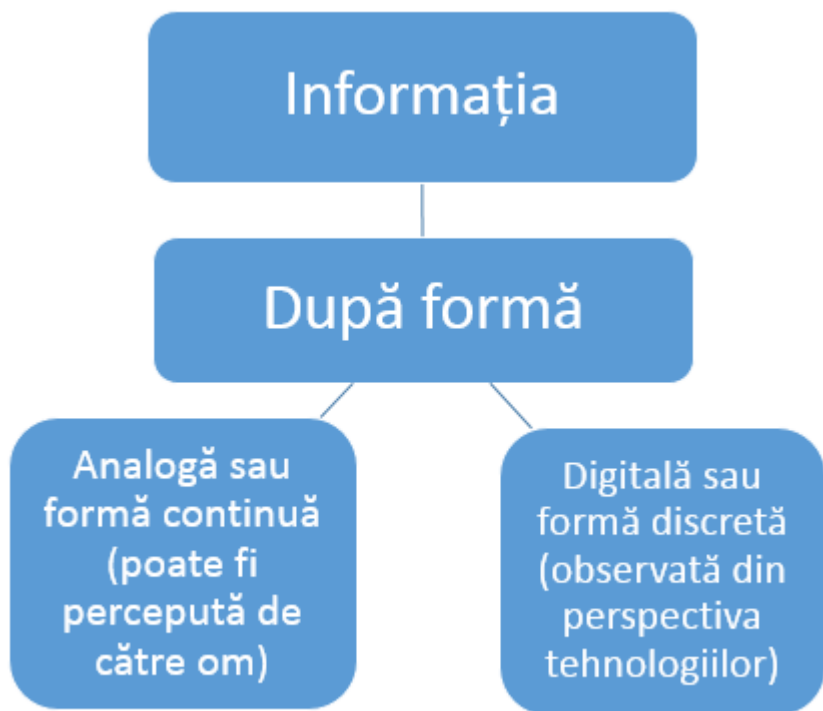 Informația
După formă
Analogă sau
formă continuă
(poate fi
percepută de
către om)
Digitală sau
formă discretă
(observată din
perspectiva
tehnologiilor)